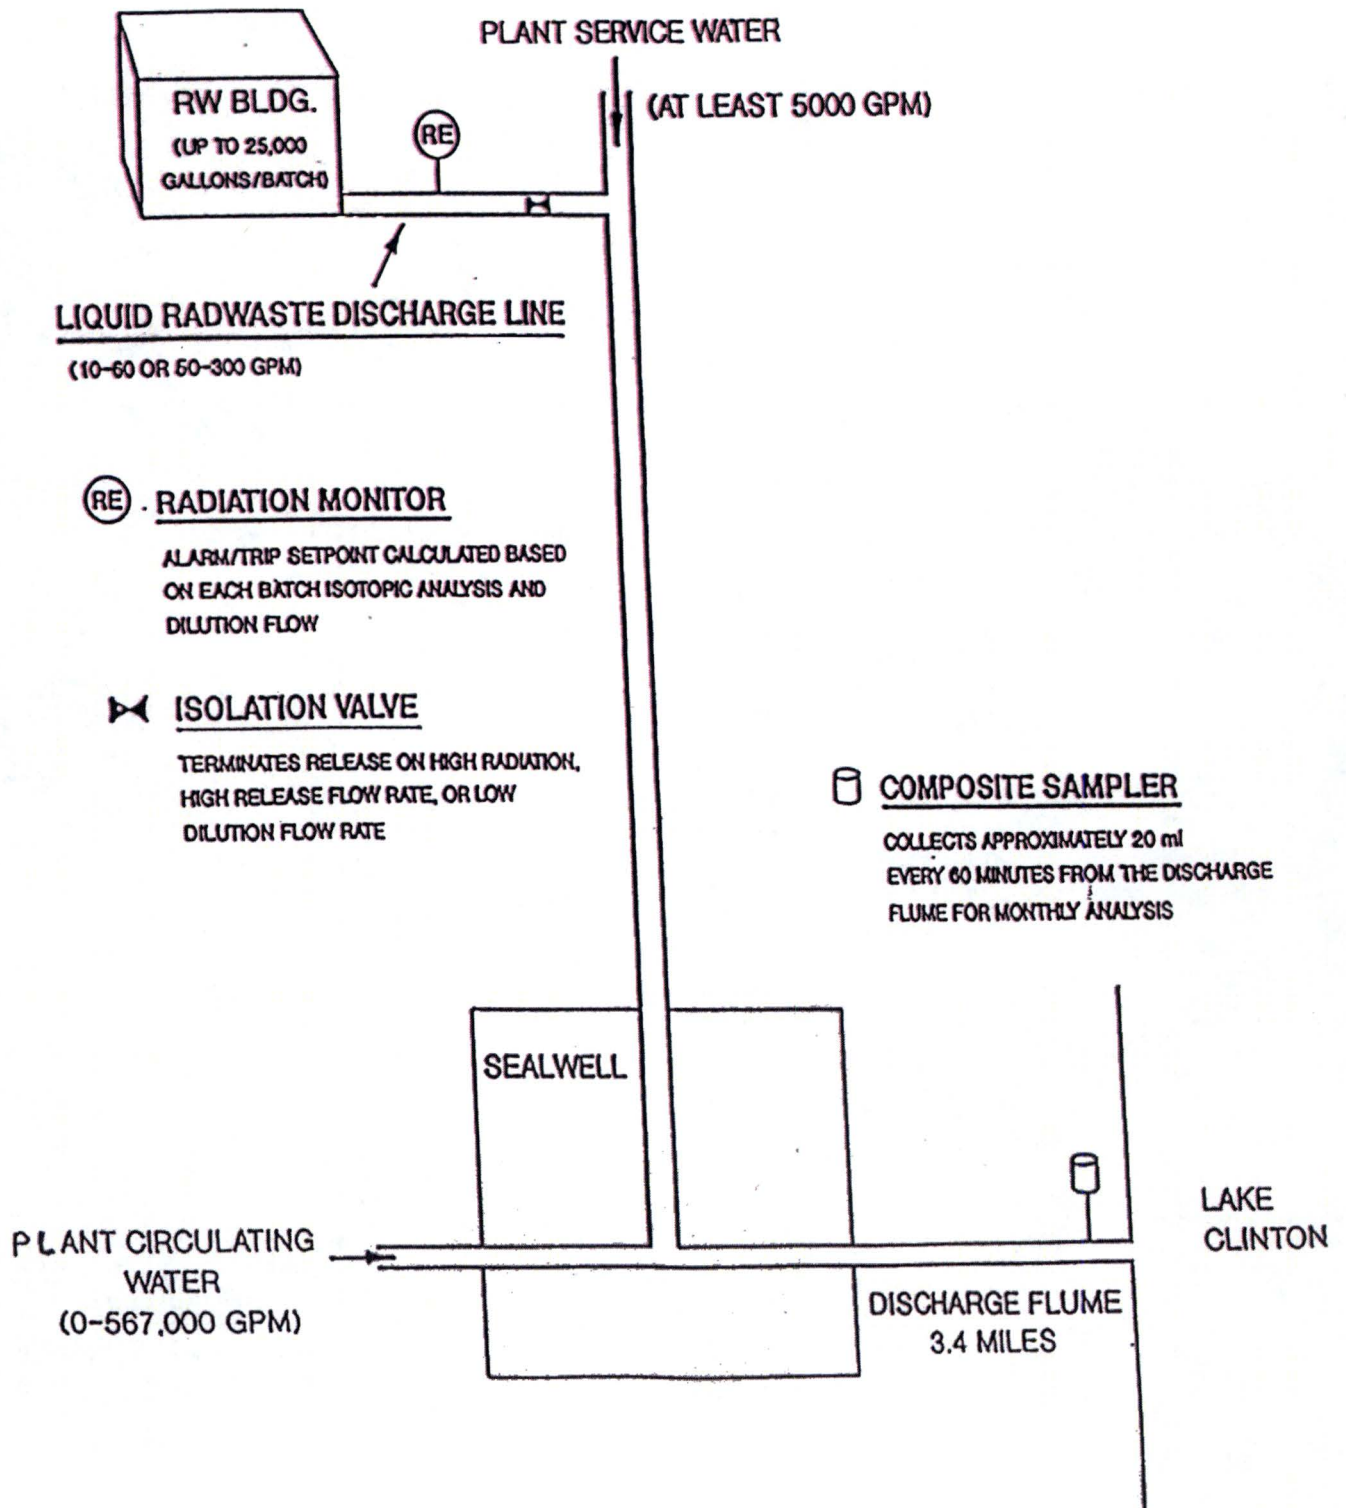 PLANT SERVICE WATER
(AT LEAST 5000 GPM)
RW BLDG.
(UP TO 25,000
GALLONS/BATCH)
RE
LIQUID RADWASTE DISCHARGE LINE
(10-60 OR 50-300 GPM)
RE . RADIATION MONITOR
ALARM/TRIP SETPOINT CALCULATED BASED
ON EACH BATCH ISOTOPIC ANALYSIS AND
DILUTION FLOW
ISOLATION VALVE
TERMINATES RELEASE ON HIGH RADIATION,
HIGH RELEASE FLOW RATE, OR LOW
DILUTION FLOW RATE
COMPOSITE SAMPLER
COLLECTS APPROXIMATELY 20 ml
EVERY 60 MINUTES FROM THE DISCHARGE
FLUME FOR MONTHLY ANALYSIS
SEALWELL
PLANT CIRCULATING
WATER
(0-567,000 GPM)
DISCHARGE FLUME
3.4 MILES
LAKE
CLINTON